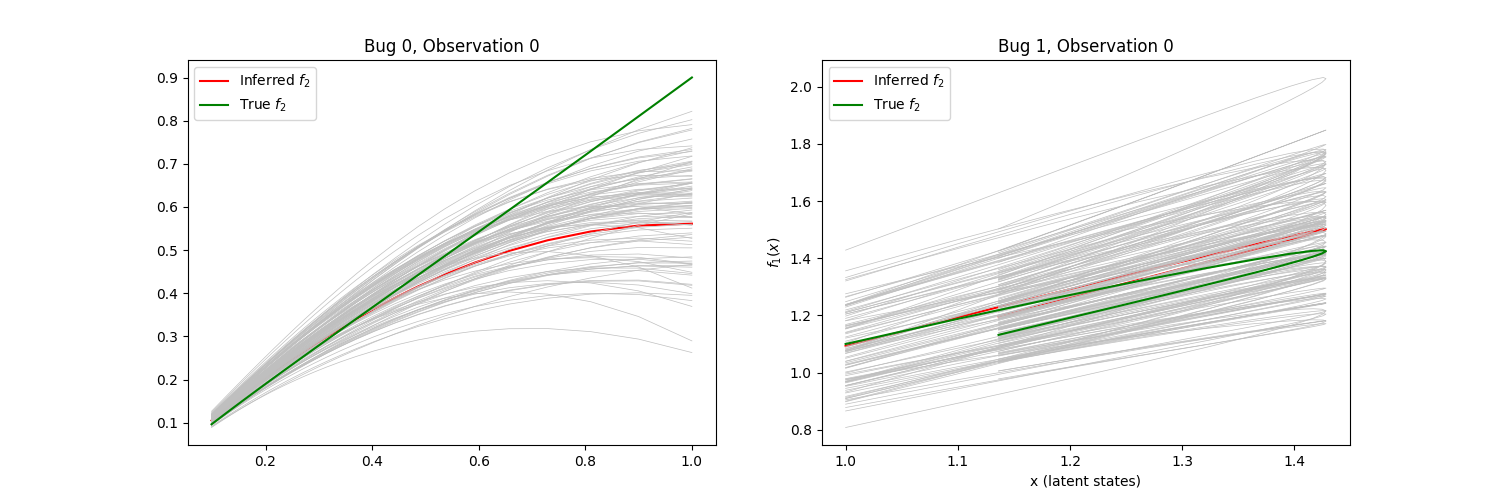 Bug 0, Observation 0
Inferred f₂
True f₂
0.9
0.8
0.7
0.6
0.5
0.4
0.3
0.2
0.1
0.2 0.4 0.6 0.8 1.0
Bug 1, Observation 0
Inferred f₂
True f₂
f₁(x)
2.0
1.8
1.6
1.4
1.2
1.0
0.8
1.0 1.1 1.2 1.3 1.4
x (latent states)